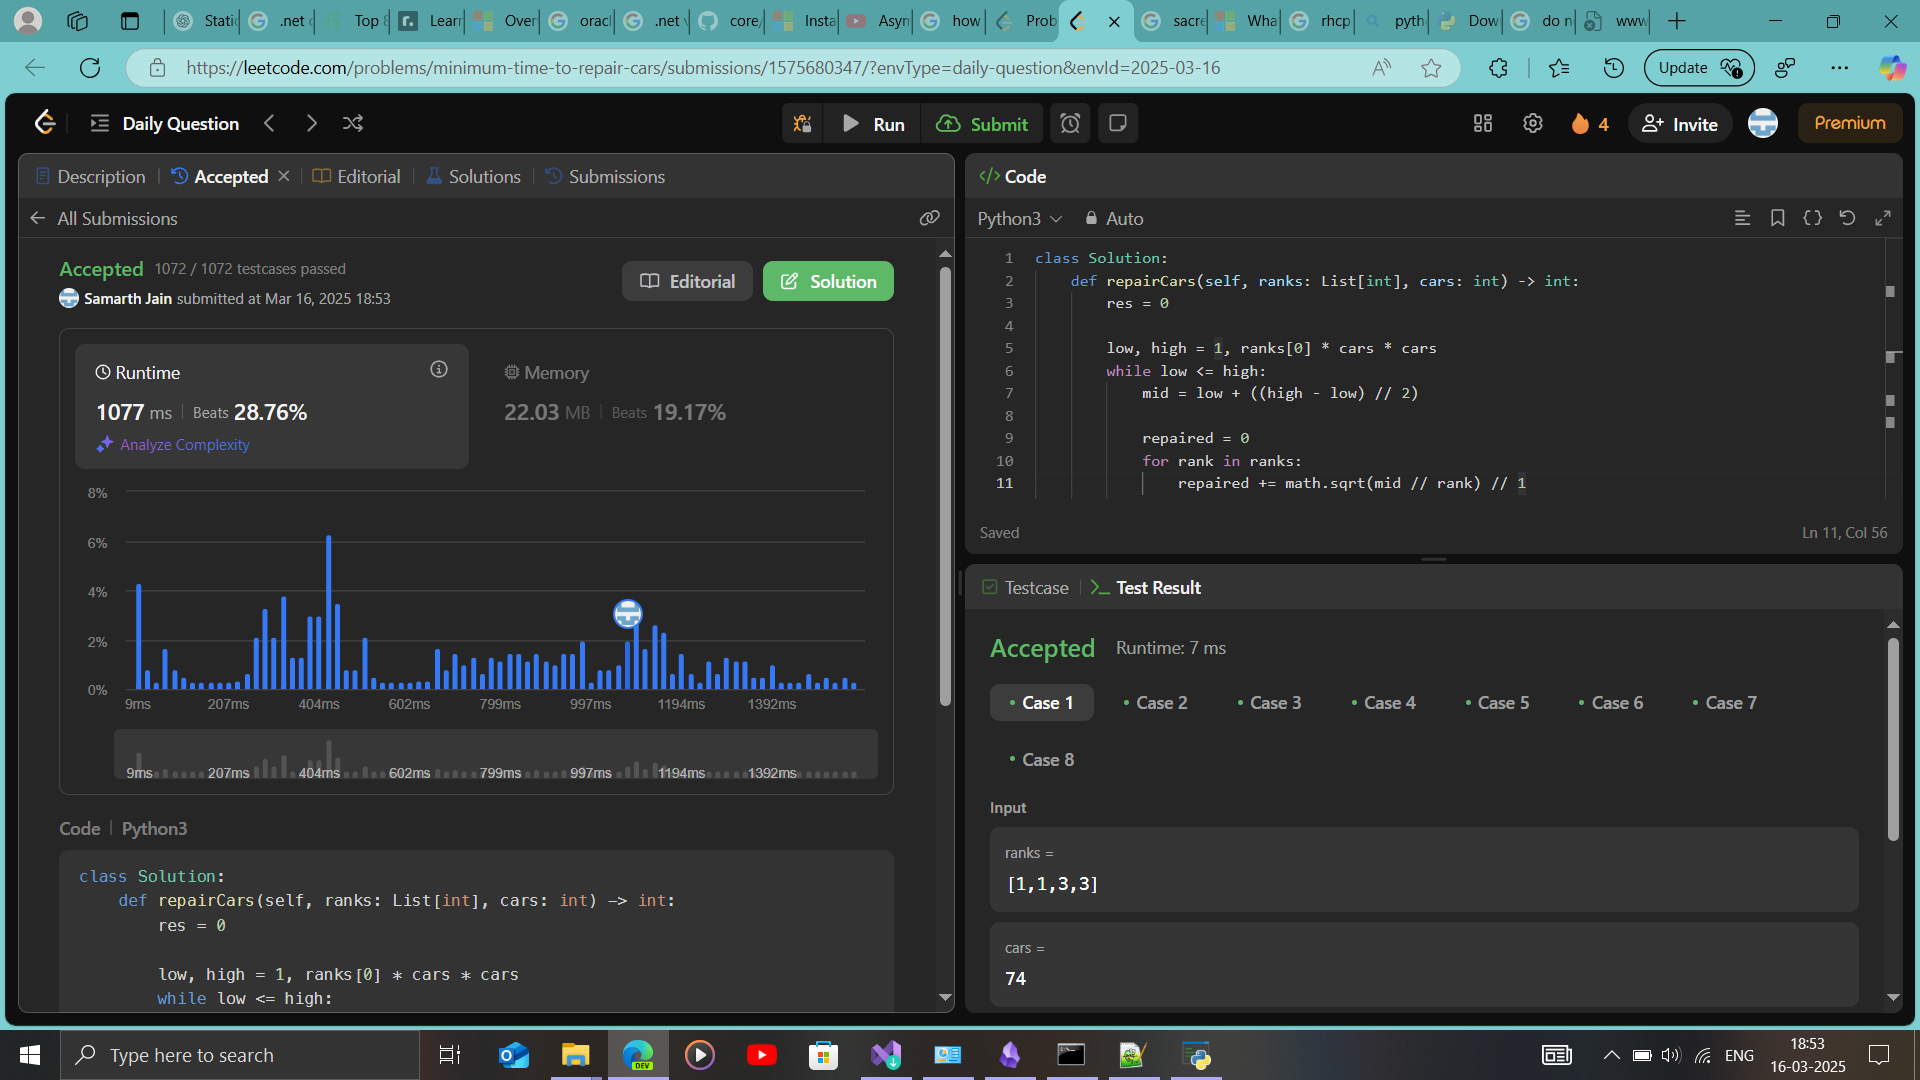 Static
.net c
Top 8
Learn
Over
oracl
.net v
core/
Insta
Asyn
how
Prob
sacre
Wha
rhcp
pyth
Dow
do n
www
https://leetcode.com/problems/minimum-time-to-repair-cars/submissions/1575680347/?envType=daily-question&envId=2025-03-16
Update
Daily Question
Run
Submit
4
Invite
Premium
Description
Accepted
Editorial
Solutions
Submissions
All Submissions
Accepted 1072 / 1072 testcases passed
Samarth Jain submitted at Mar 16, 2025 18:53
Editorial
Solution
Runtime
1077 ms Beats 28.76%
Analyze Complexity
Memory
22.03 MB Beats 19.17%
8%
6%
4%
2%
0%
9ms 207ms 404ms 602ms 799ms 997ms 1194ms 1392ms
9ms 207ms 404ms 602ms 799ms 997ms 1194ms 1392ms
Code Python3
class Solution:
def repairCars(self, ranks: List[int], cars: int) -> int:
res = 0
low, high = 1, ranks[0] * cars * cars
while low <= high:
</> Code
Python3
Auto
1 class Solution:
2 def repairCars(self, ranks: List[int], cars: int) -> int:
3 res = 0
4
5 low, high = 1, ranks[0] * cars * cars
6 while low <= high:
7 mid = low + ((high - low) // 2)
8
9 repaired = 0
10 for rank in ranks:
11 repaired += math.sqrt(mid // rank) // 1
Saved
Ln 11, Col 56
Testcase
Test Result
Accepted Runtime: 7 ms
Case 1 Case 2 Case 3 Case 4 Case 5 Case 6 Case 7
Case 8
Input
ranks =
[1,1,3,3]
cars =
74
Type here to search
DEV
ENG
18:53
16-03-2025